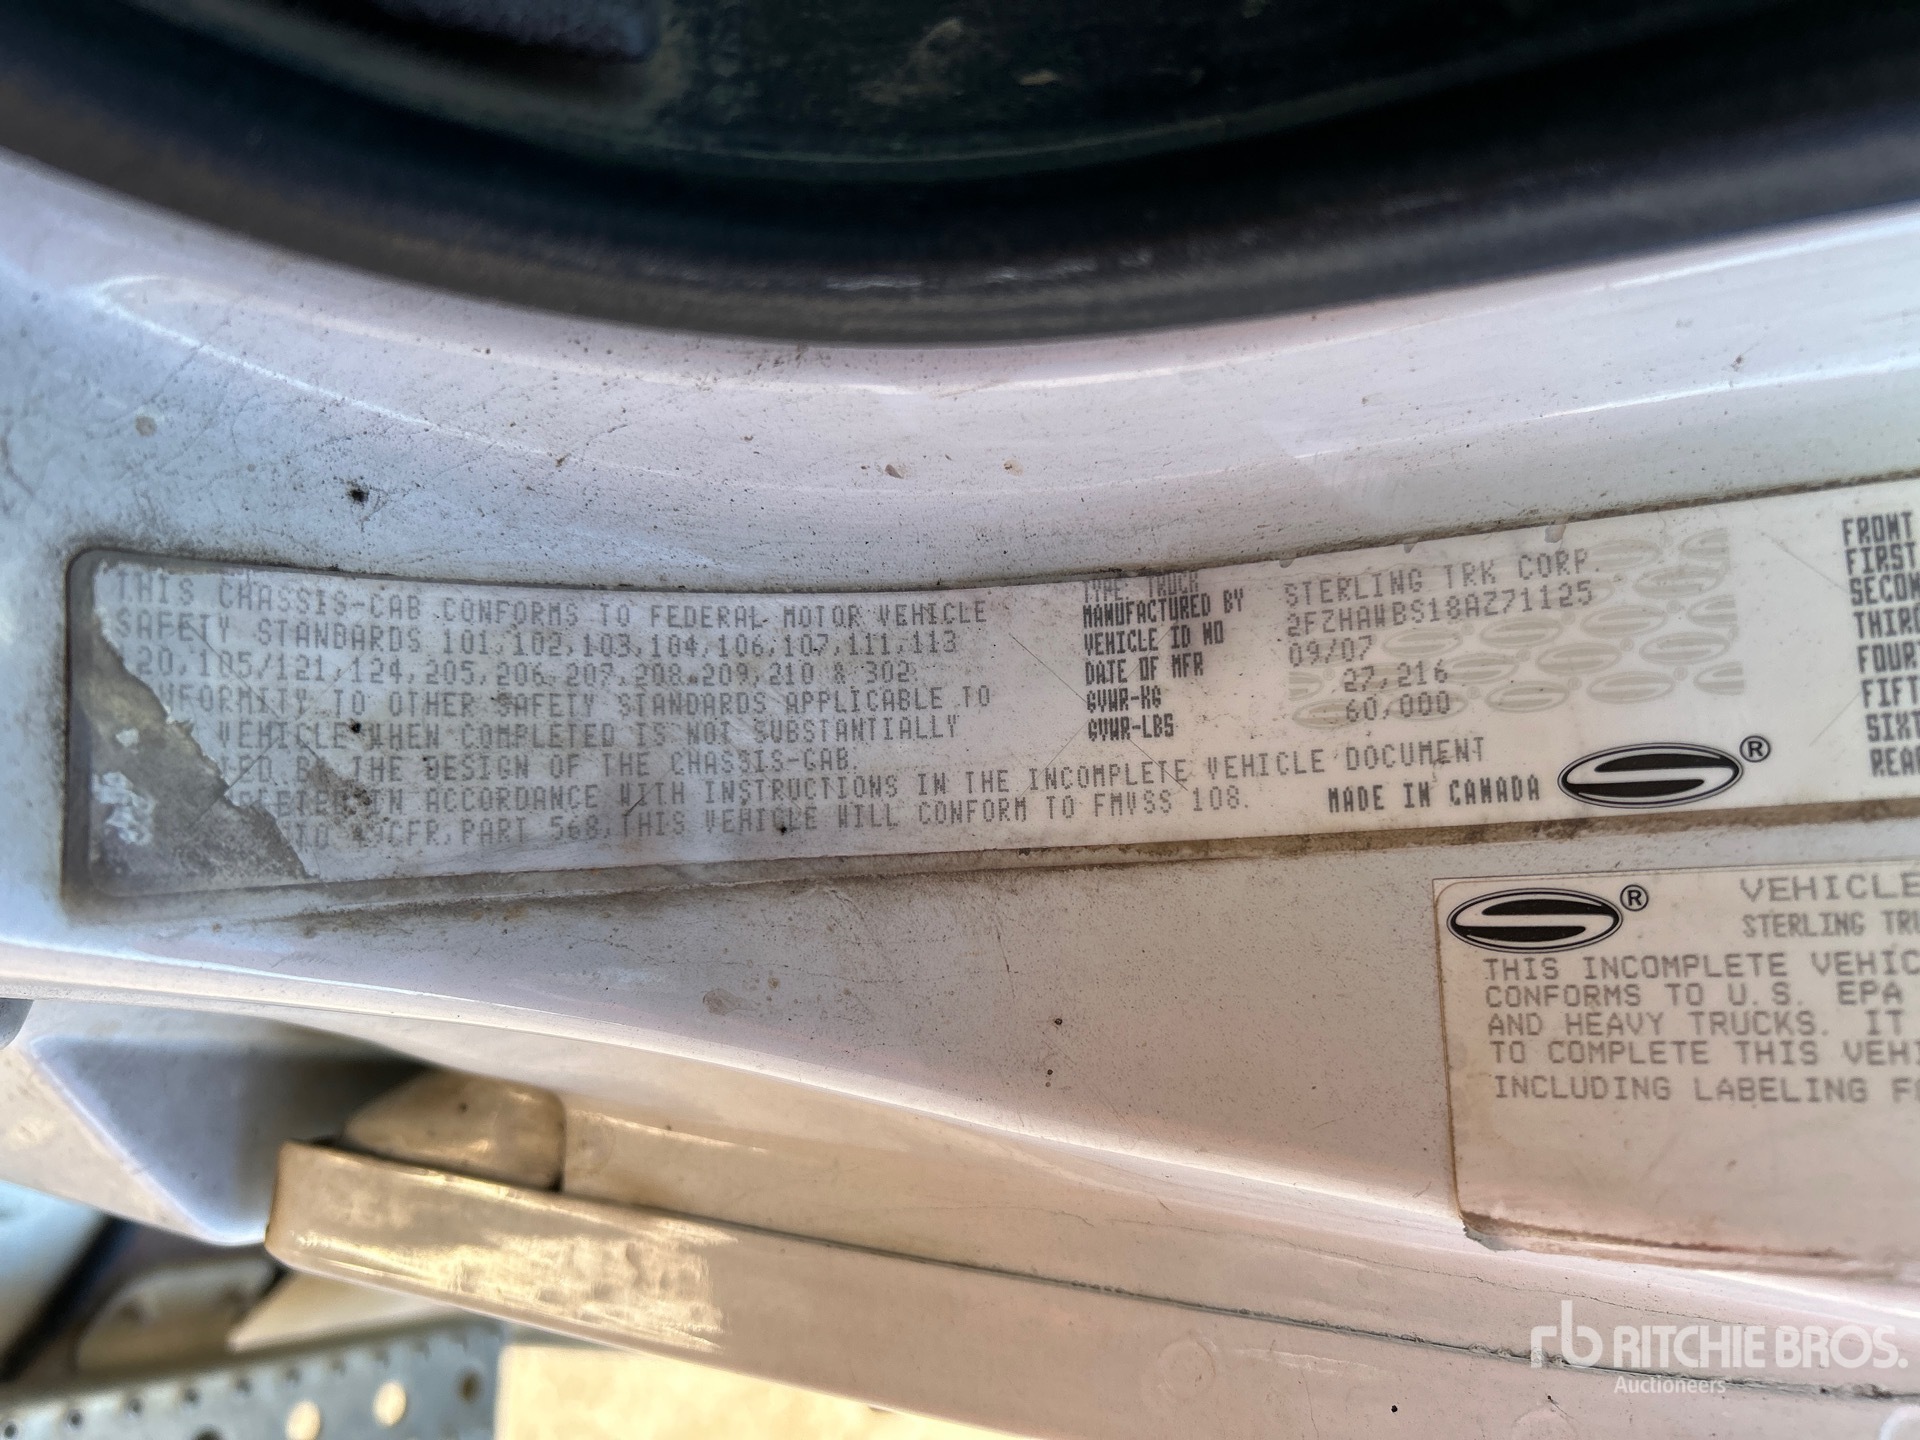 THIS CHASSIS-CAB CONFORMS TO FEDERAL MOTOR VEHICLE
SAFETY STANDARDS 101, 102, 103, 104, 106, 107, 111, 113
120, 105/121, 124, 205, 206, 207, 208, 209, 210 & 302.
TO OTHER SAFETY STANDARDS APPLICABLE TO
VEHICLE WHEN COMPLETED IS NOT SUBSTANTIALLY
BY THE DESIGN OF THE CHASSIS-CAB.
IN ACCORDANCE WITH INSTRUCTIONS IN THE INCOMPLETE VEHICLE DOCUMENT
TO 49CFR, PART 568, THIS VEHICLE WILL CONFORM TO FMVSS 108.
TYPE: TRUCK
MANUFACTURED BY STERLING TRK CORP.
VEHICLE ID NO 2FZHAWBS18AZ71125
DATE OF MFR 09/07
GVWR-KG 27,216
GVWR-LBS 60,000
MADE IN CANADA
®
FRONT
FIRST
SECON
THIRD
FOURT
FIFT
SIXT
REAR
® VEHICLE
STERLING TRU
THIS INCOMPLETE VEHIC
CONFORMS TO U.S. EPA
AND HEAVY TRUCKS. IT
TO COMPLETE THIS VEHI
INCLUDING LABELING F
rb RITCHIE BROS.
Auctioneers